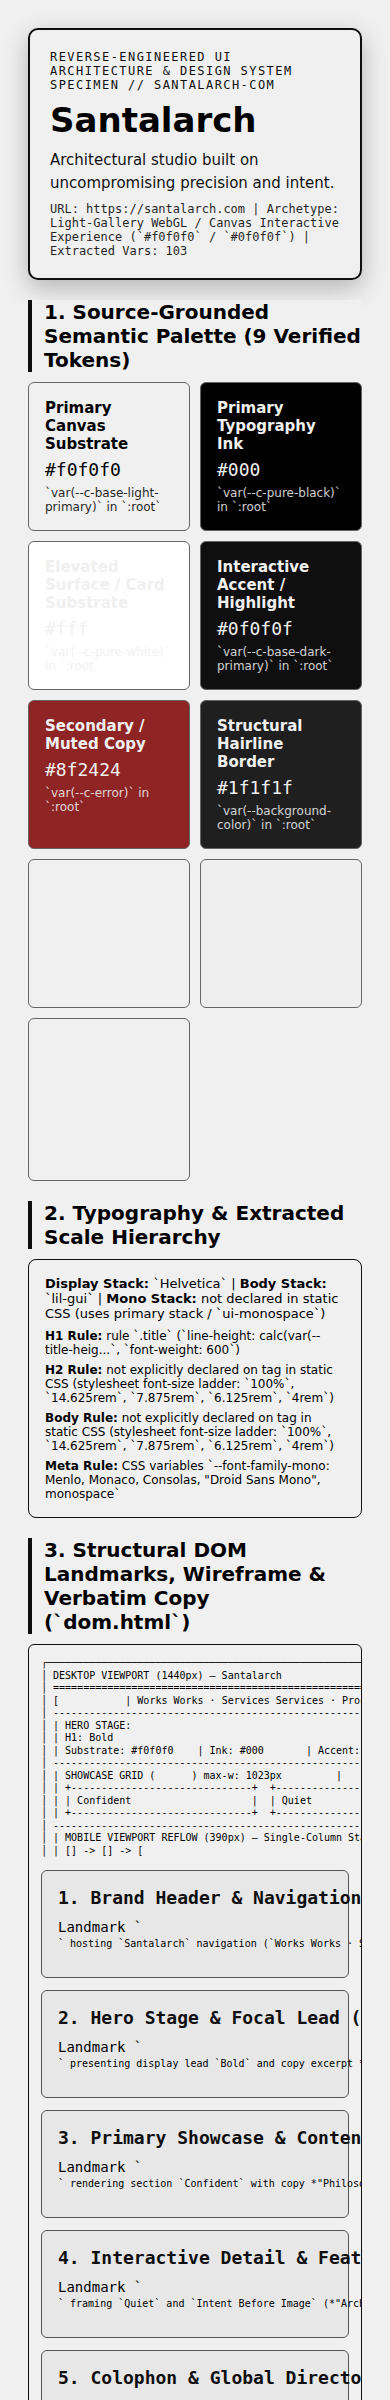 REVERSE-ENGINEERED UI
ARCHITECTURE & DESIGN SYSTEM
SPECIMEN // SANTALARCH-COM
Santalarch
Architectural studio built on
uncompromising precision and intent.
URL: https://santalarch.com | Archetype:
Light-Gallery WebGL / Canvas Interactive
Experience (`#f0f0f0` / `#0f0f0f`) |
Extracted Vars: 103
1. Source-Grounded
Semantic Palette (9 Verified
Tokens)
Primary
Canvas
Substrate
#f0f0f0
`var(--c-base-light-
primary)` in `:root`
Primary
Typography
Ink
#000
`var(--c-pure-black)`
in `:root`
Elevated
Surface / Card
Substrate
#fff
`var(--c-pure-white)`
in `:root`
Interactive
Accent /
Highlight
#0f0f0f
`var(--c-base-dark-
primary)` in `:root`
Secondary /
Muted Copy
#8f2424
`var(--c-error)` in
`:root`
Structural
Hairline
Border
#1f1f1f
`var(--background-
color)` in `:root`
2. Typography & Extracted
Scale Hierarchy
Display Stack: `Helvetica` | Body Stack:
`lil-gui` | Mono Stack: not declared in static
CSS (uses primary stack / `ui-monospace`)
H1 Rule: rule `.title` (`line-height: calc(var(--
title-heig...`, `font-weight: 600`)
H2 Rule: not explicitly declared on tag in static
CSS (stylesheet font-size ladder: `100%`,
`14.625rem`, `7.875rem`, `6.125rem`, `4rem`)
Body Rule: not explicitly declared on tag in
static CSS (stylesheet font-size ladder: `100%`,
`14.625rem`, `7.875rem`, `6.125rem`, `4rem`)
Meta Rule: CSS variables `--font-family-mono:
Menlo, Monaco, Consolas, "Droid Sans Mono",
monospace`
3. Structural DOM
Landmarks, Wireframe &
Verbatim Copy
(`dom.html`)
DESKTOP VIEWPORT (1440px) — Santalarch
[ | Works Works · Services Services · Pro
| HERO STAGE:
| H1: Bold
| Substrate: #f0f0f0 | Ink: #000 | Accent:
| SHOWCASE GRID ( ) max-w: 1023px |
| | Confident | | Quiet
| MOBILE VIEWPORT REFLOW (390px) — Single-Column St
| [] -> [] -> [
1. Brand Header & Navigation
Landmark `
` hosting `Santalarch` navigation (`Works Works · S
2. Hero Stage & Focal Lead (
Landmark `
` presenting display lead `Bold` and copy excerpt *
3. Primary Showcase & Conten
Landmark `
` rendering section `Confident` with copy *"Philoso
4. Interactive Detail & Feat
Landmark `
` framing `Quiet` and `Intent Before Image` (*"Arch
5. Colophon & Global Directo